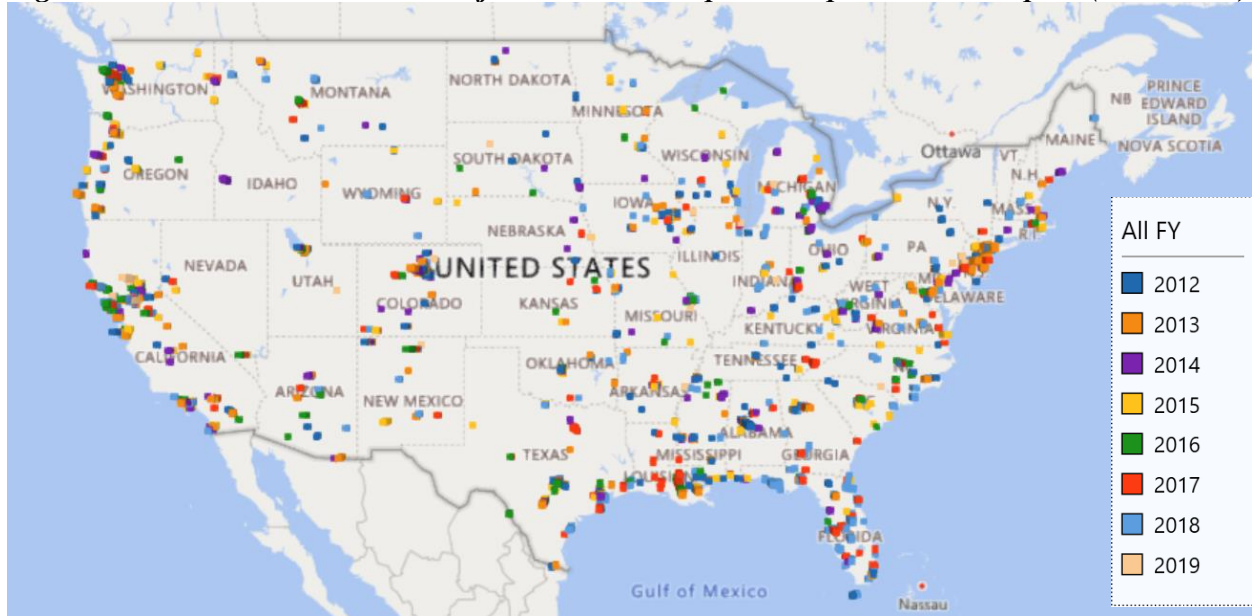 WASHINGTON
MONTANA
NORTH DAKOTA
MINNESOTA
NB
PRINCE
EDWARD
ISLAND
Ottawa
VT.
MAINE
NOVA SCOTIA
OREGON
IDAHO
SOUTH DAKOTA
WISCONSIN
N.H.
WYOMING
MICHIGAN
IOWA
N.Y.
MASS
R.I.
NEBRASKA
NEVADA
UTAH
UNITED STATES
ILLINOIS
INDIANA
OHIO
PA
COLORADO
KANSAS
MISSOURI
WEST
VIRGINIA
DELAWARE
KENTUCKY
VIRGINIA
CALIFORNIA
OKLAHOMA
TENNESSEE
ARIZONA
NEW MEXICO
ARKANSAS
ALABAMA
TEXAS
MISSISSIPPI
GEORGIA
LOUISIANA
FLORIDA
Gulf of Mexico
Nassau
All FY
2012
2013
2014
2015
2016
2017
2018
2019